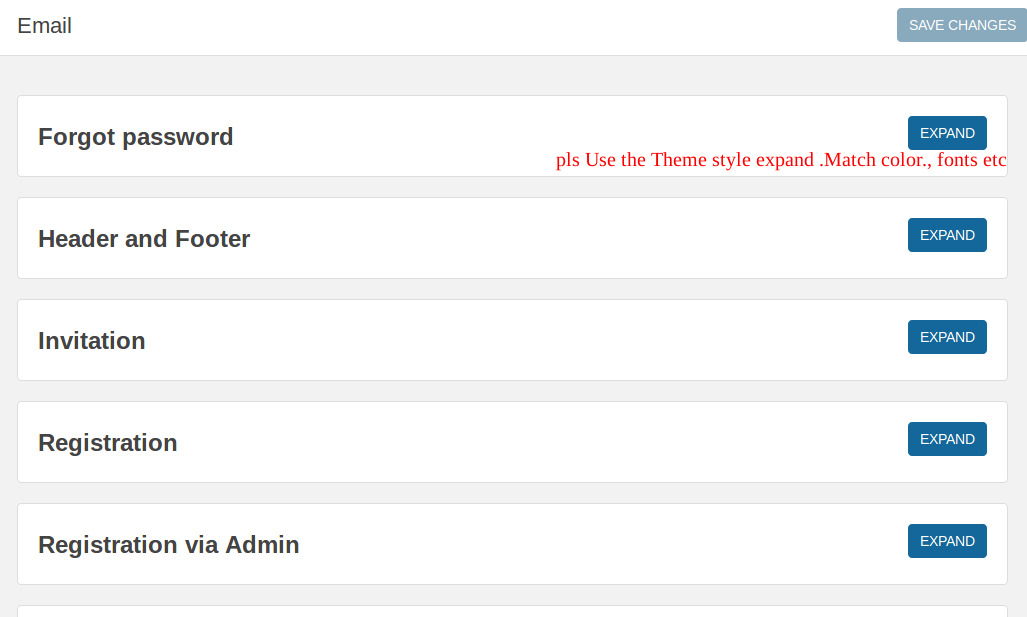 Email
SAVE CHANGES
Forgot password
EXPAND
pls Use the Theme style expand .Match color., fonts etc
Header and Footer
EXPAND
Invitation
EXPAND
Registration
EXPAND
Registration via Admin
EXPAND